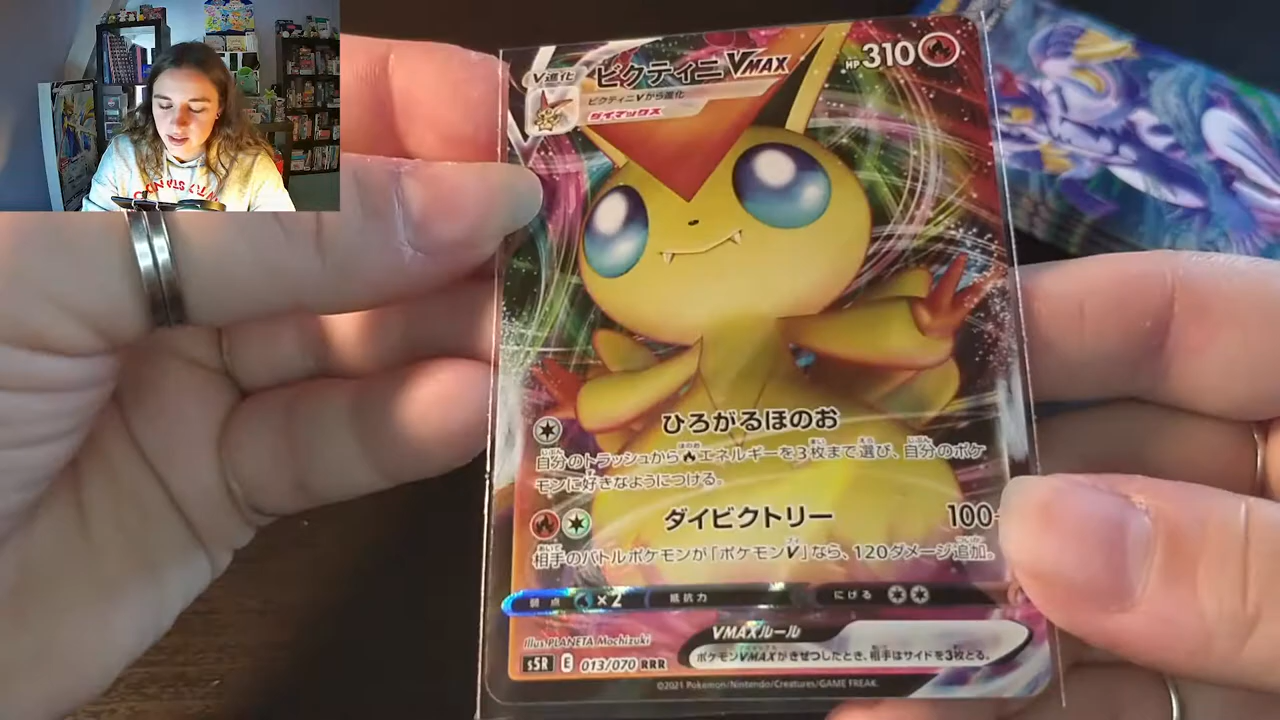 V進化
ビクティニVMAX
HP310
ビクティニVから進化
ダイマックス
ひろがるほのお
自分のトラッシュからエネルギーを3枚まで選び、自分のポケ
モンに好きなようにつける。
ダイビクトリー 100
相手のバトルポケモンが「ポケモンV」なら、120ダメージ追加。
弱点 ×2 抵抗力 にげる
Illus. PLANETA Mochizuki
VMAXルール
s5R E 013/070 RRR
ポケモンVMAXがきぜつしたとき、相手はサイドを3枚とる。
©2021 Pokémon/Nintendo/Creatures/GAME FREAK.